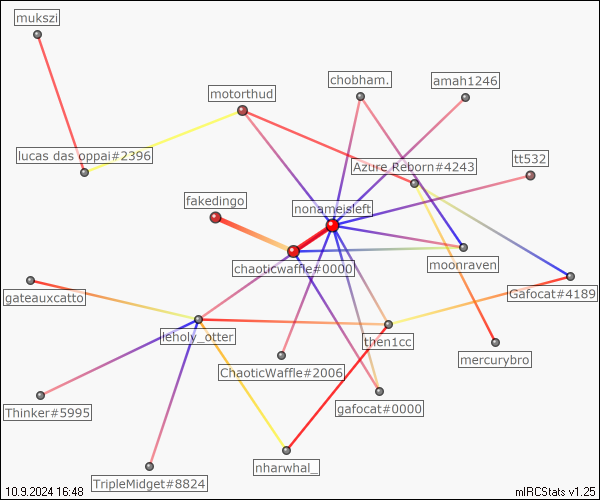 mukszi
chobham.
amah1246
motorthud
lucas das oppai#2396
Azure Reborn#4243
tt532
fakedingo
nonameisleft
chaoticwaffle#0000
moonraven
gateauxcatto
Gafocat#4189
leholy_otter
then1cc
mercurybro
ChaoticWaffle#2006
Thinker#5995
gafocat#0000
nharwhal_
TripleMidget#8824
10.9.2024 16:48
mIRCStats v1.25